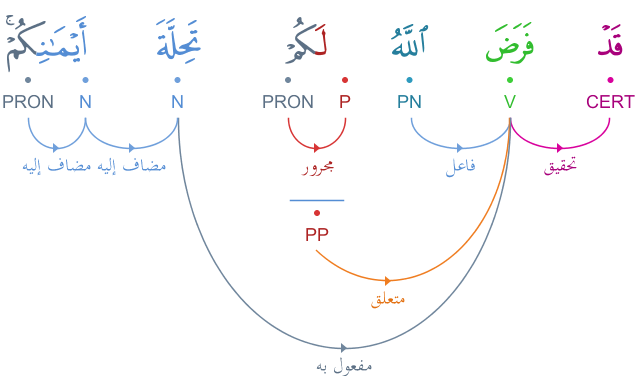 قَدْ فَرَضَ ٱللَّهُ لَكُمْ تَحِلَّةَ أَيْمَـٰنِكُمْ ۚ
PRON N N PRON P PN V CERT
مضاف إليه مضاف إليه مجرور فاعل تحقيق
PP
متعلق
مفعول به